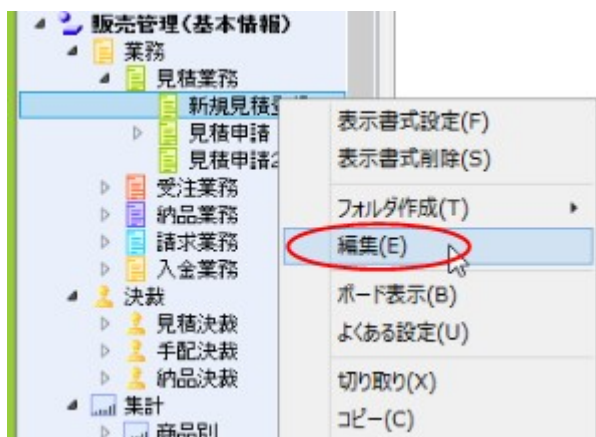 販売管理(基本情報)
業務
見積業務
新規見積
見積申請
見積申請2
受注業務
納品業務
請求業務
入金業務
決裁
見積決裁
手配決裁
納品決裁
集計
商品別
表示書式設定(F)
表示書式削除(S)
フォルダ作成(T)
編集(E)
ボード表示(B)
よくある設定(U)
切り取り(X)
コピー(C)